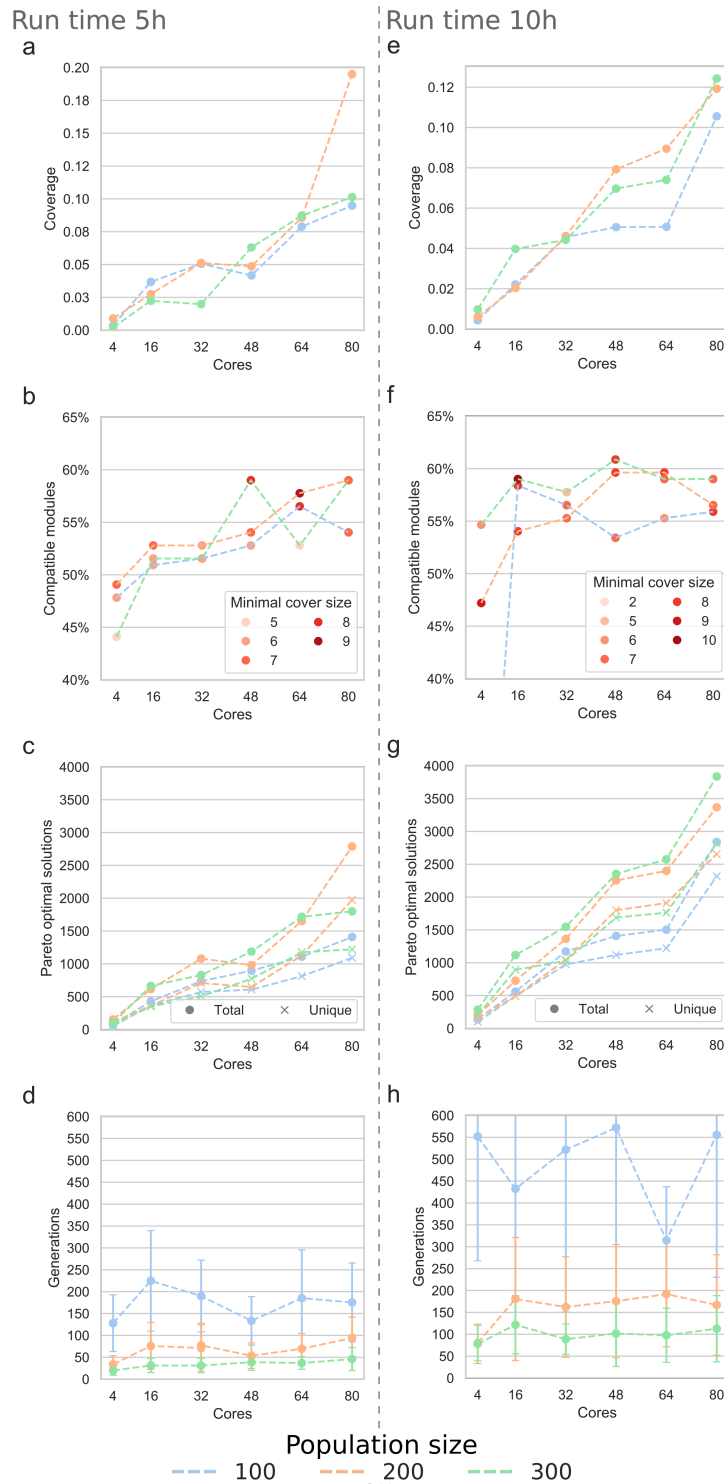 Run time 5h
a
0.20
0.18
0.15
0.12
0.10
0.08
0.05
0.03
0.00
Coverage
4 16 32 48 64 80
Cores
b
65%
60%
55%
50%
45%
40%
Compatible modules
Minimal cover size
5 8
6 9
7
4 16 32 48 64 80
Cores
c
4000
3500
3000
2500
2000
1500
1000
500
0
Pareto optimal solutions
Total Unique
4 16 32 48 64 80
Cores
d
600
550
500
450
400
350
300
250
200
150
100
50
0
Generations
4 16 32 48 64 80
Cores
Run time 10h
e
0.12
0.10
0.08
0.06
0.04
0.02
0.00
Coverage
4 16 32 48 64 80
Cores
f
65%
60%
55%
50%
45%
40%
Compatible modules
Minimal cover size
2 8
5 9
6 10
7
4 16 32 48 64 80
Cores
g
4000
3500
3000
2500
2000
1500
1000
500
0
Pareto optimal solutions
Total Unique
4 16 32 48 64 80
Cores
h
600
550
500
450
400
350
300
250
200
150
100
50
0
Generations
4 16 32 48 64 80
Cores
Population size
100 200 300